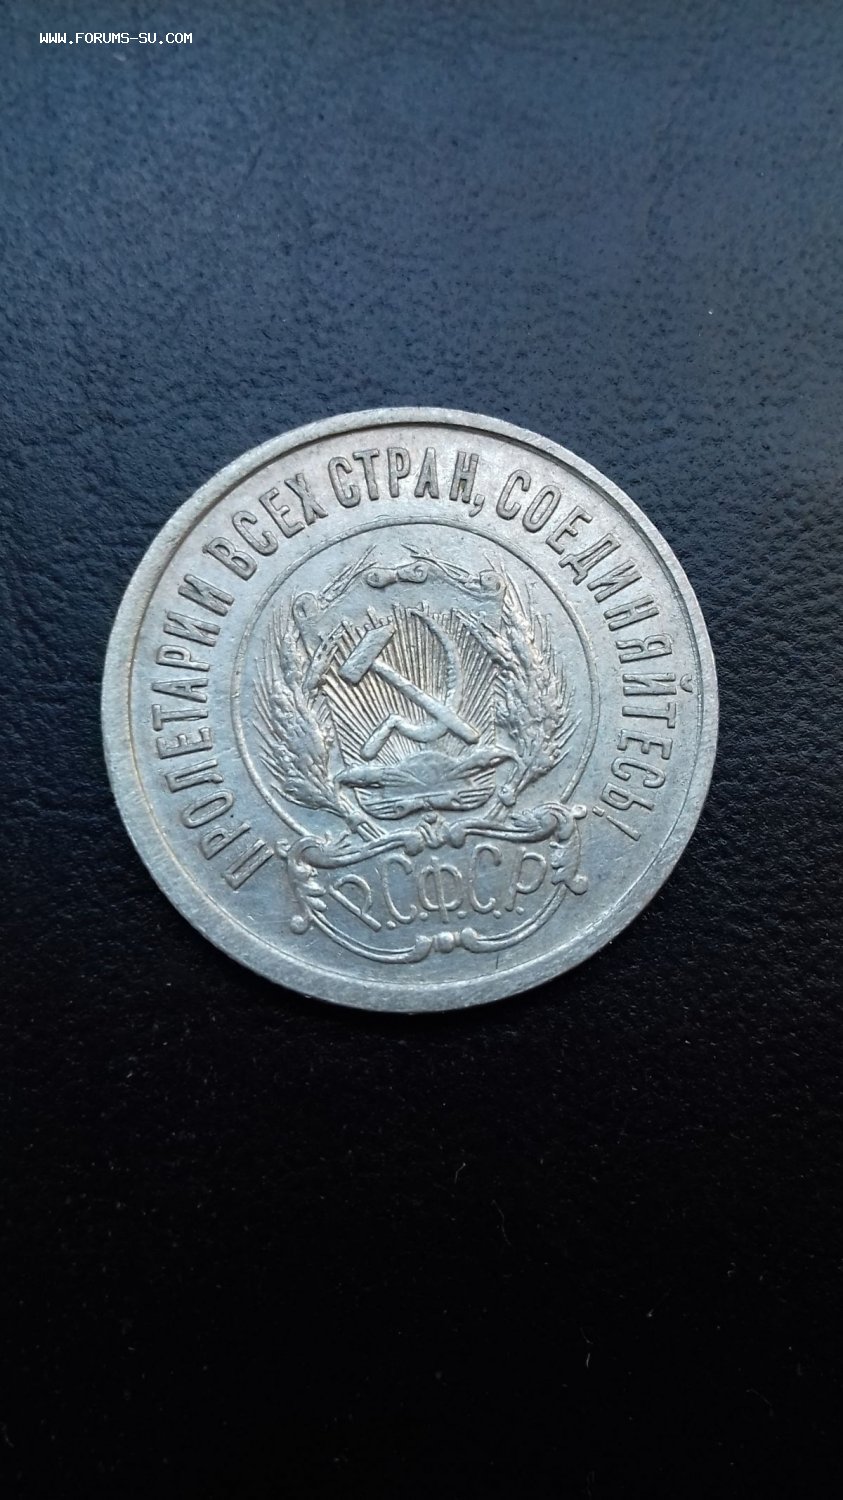 WWW.FORUMS-SU.COM
ПРОЛЕТАРИИ ВСЕХ СТРАН, СОЕДИНЯЙТЕСЬ!
Р.С.Ф.С.Р.